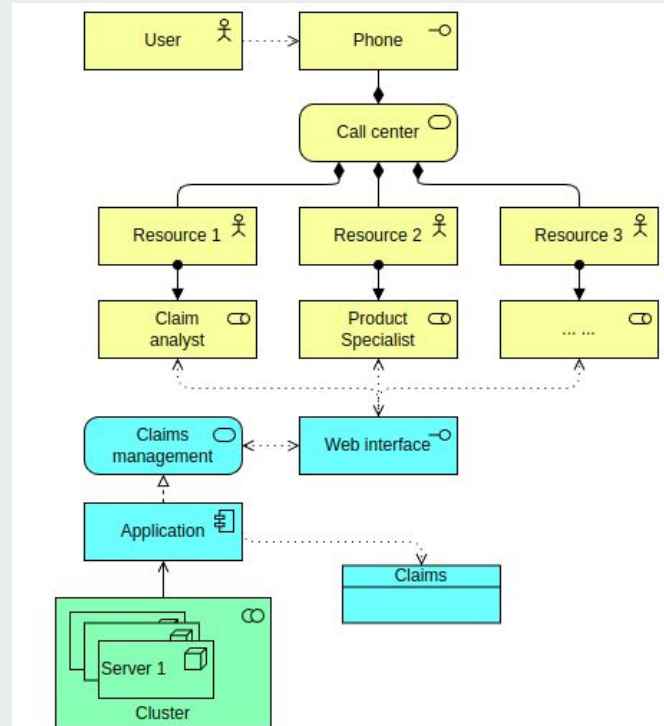 User
Phone
Call center
Resource 1
Resource 2
Resource 3
Claim
analyst
Product
Specialist
... ...
Claims
management
Web interface
Application
Claims
Server 1
Cluster